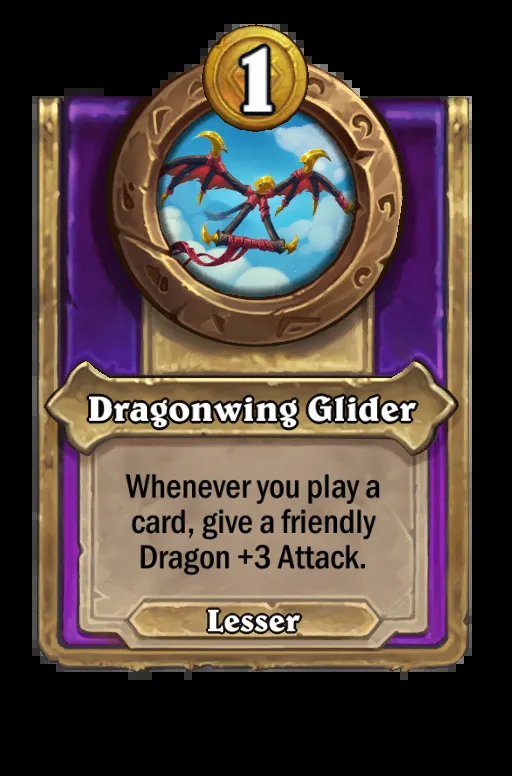 1
Dragonwing Glider
Whenever you play a
card, give a friendly
Dragon +3 Attack.
Lesser